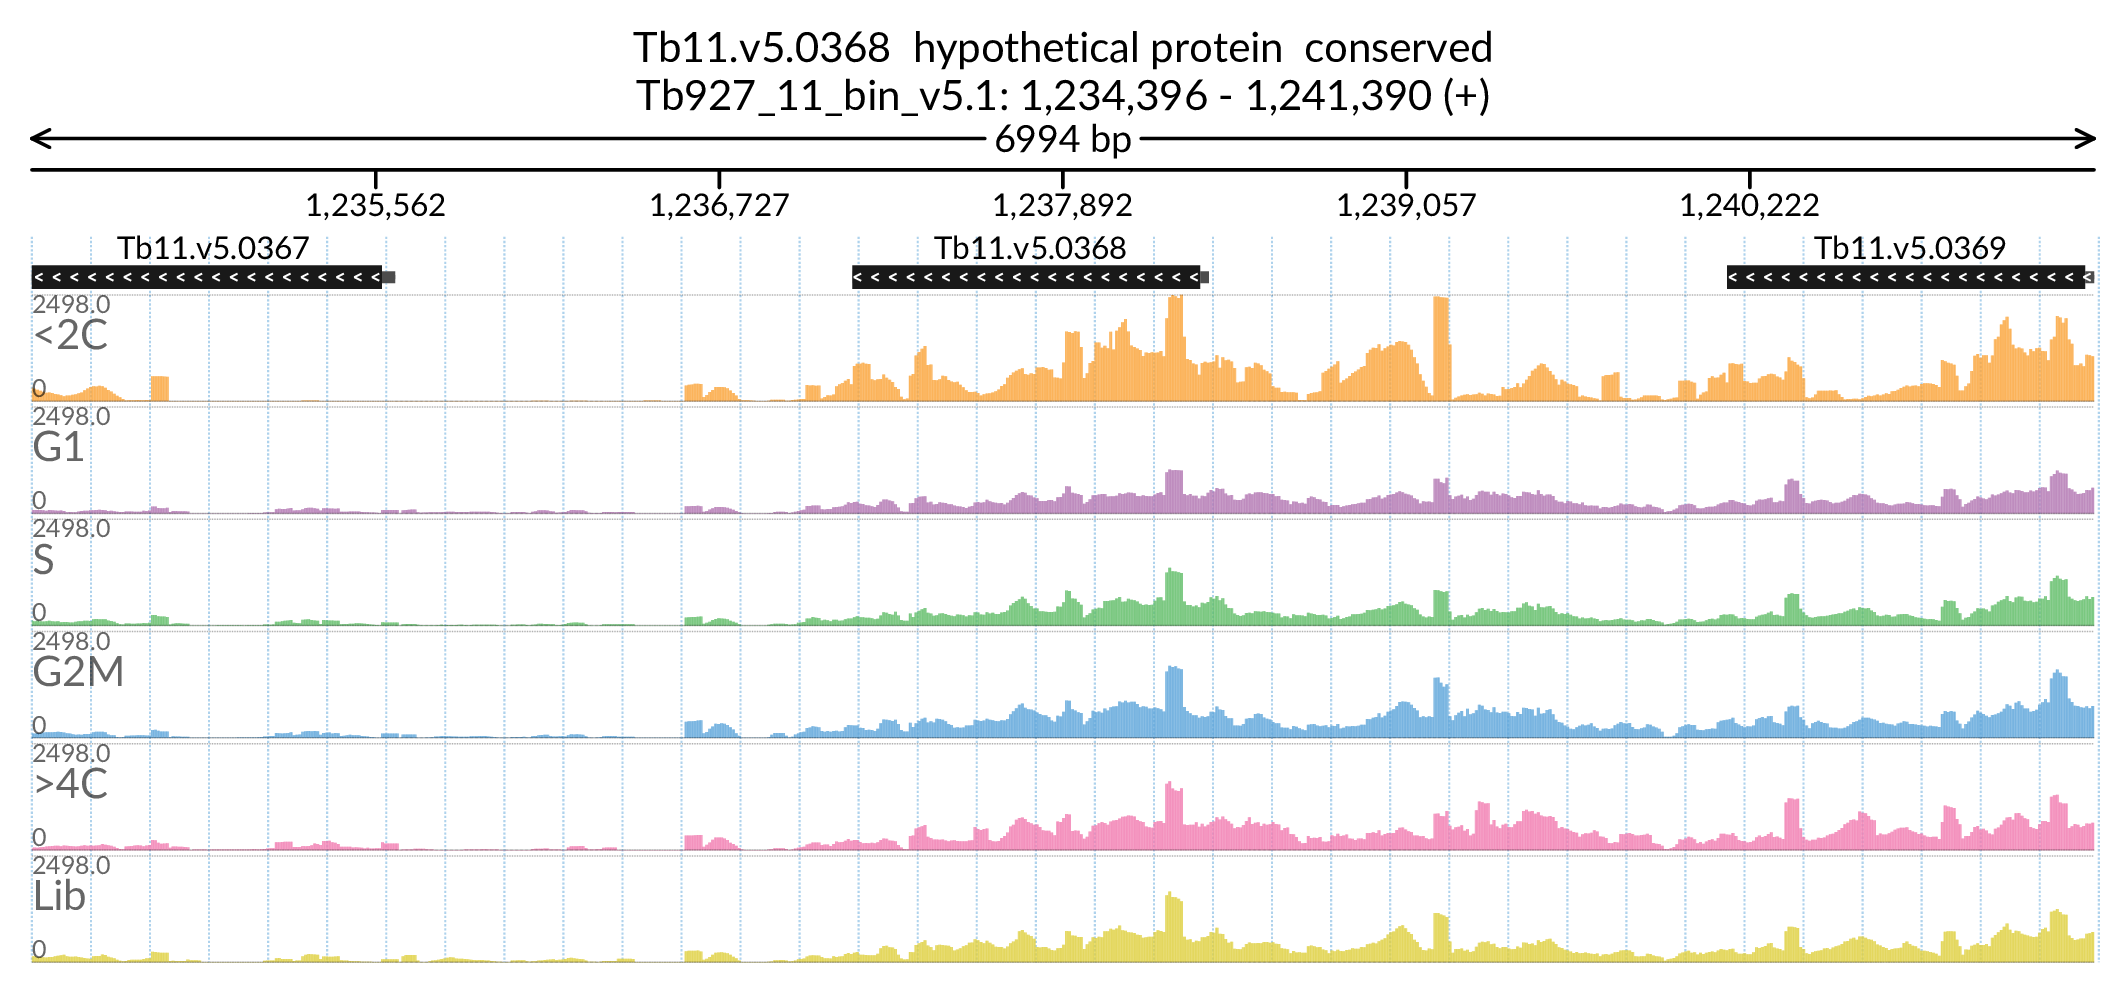 Tb11.v5.0368 hypothetical protein conserved
Tb927_11_bin_v5.1: 1,234,396 - 1,241,390 (+)
6994 bp
1,235,562 1,236,727 1,237,892 1,239,057 1,240,222
Tb11.v5.0367 Tb11.v5.0368 Tb11.v5.0369
2498.0
<2C
0
2498.0
G1
0
2498.0
S
0
2498.0
G2M
0
2498.0
>4C
0
2498.0
Lib
0